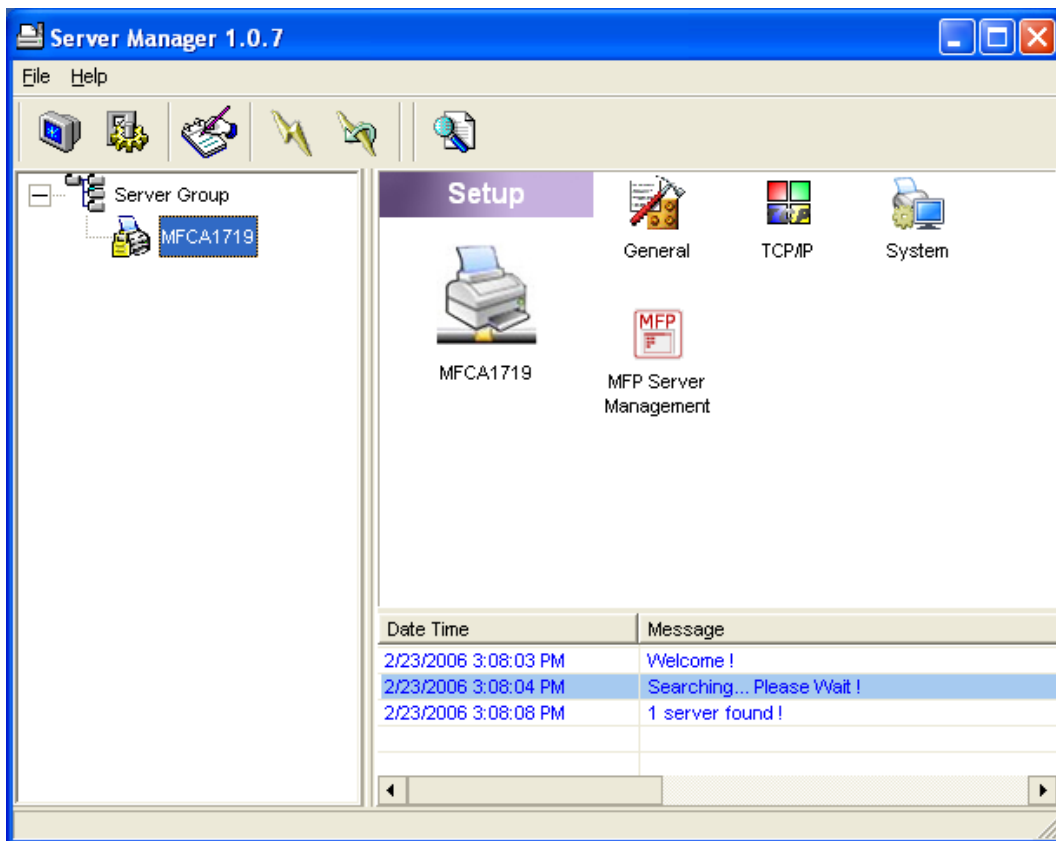 Server Manager 1.0.7
File Help
Server Group
MFCA1719
Setup
MFCA1719
General
TCP/IP
System
MFP
MFP Server
Management
Date Time Message
2/23/2006 3:08:03 PM Welcome !
2/23/2006 3:08:04 PM Searching... Please Wait !
2/23/2006 3:08:08 PM 1 server found !